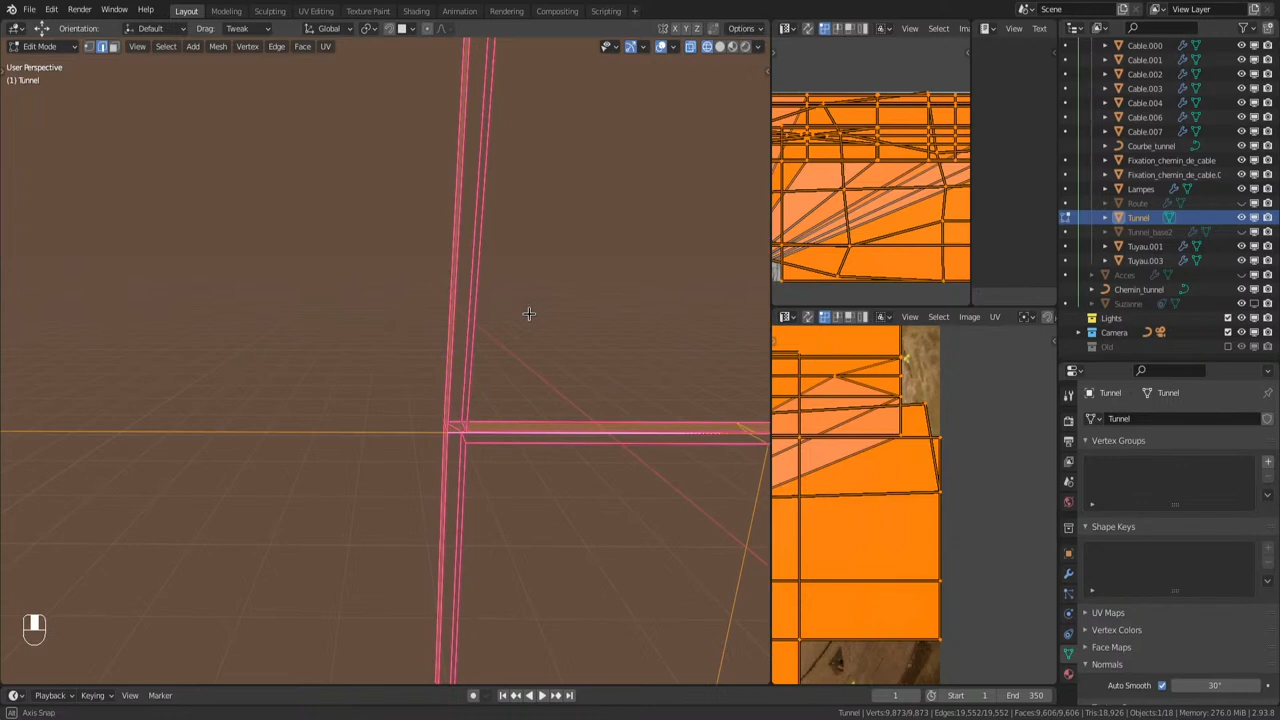 File Edit Render Window Help Layout Modeling Sculpting UV Editing Texture Paint Shading Animation Rendering Compositing Scripting + Scene View Layer
Orientation: Default Drag: Tweak Global Options
View Select Im
View Text
Edit Mode View Select Add Mesh Vertex Edge Face UV
User Perspective
(1) Tunnel
Cable.000
Cable.001
Cable.002
Cable.003
Cable.004
Cable.006
Cable.007
Courbe_tunnel
Fixation_chemin_de_cable
Fixation_chemin_de_cable.0
Lampes
Route
Tunnel
Tunnel_base2
Tuyau.001
Tuyau.003
Acces
Chemin_tunnel
Suzanne
Lights
Camera
Old
View Select Image UV
Tunnel Tunnel
Tunnel
Vertex Groups
Shape Keys
UV Maps
Vertex Colors
Face Maps
Normals
Auto Smooth 30°
Playback Keying View Marker
1 Start 1 End 350
Axis Snap
Tunnel | Verts:9,873/9,873 | Edges:19,552/19,552 | Faces:9,606/9,606 | Tris:18,926 | Objects:1/18 | Memory: 276.0 MiB | 2.93.8